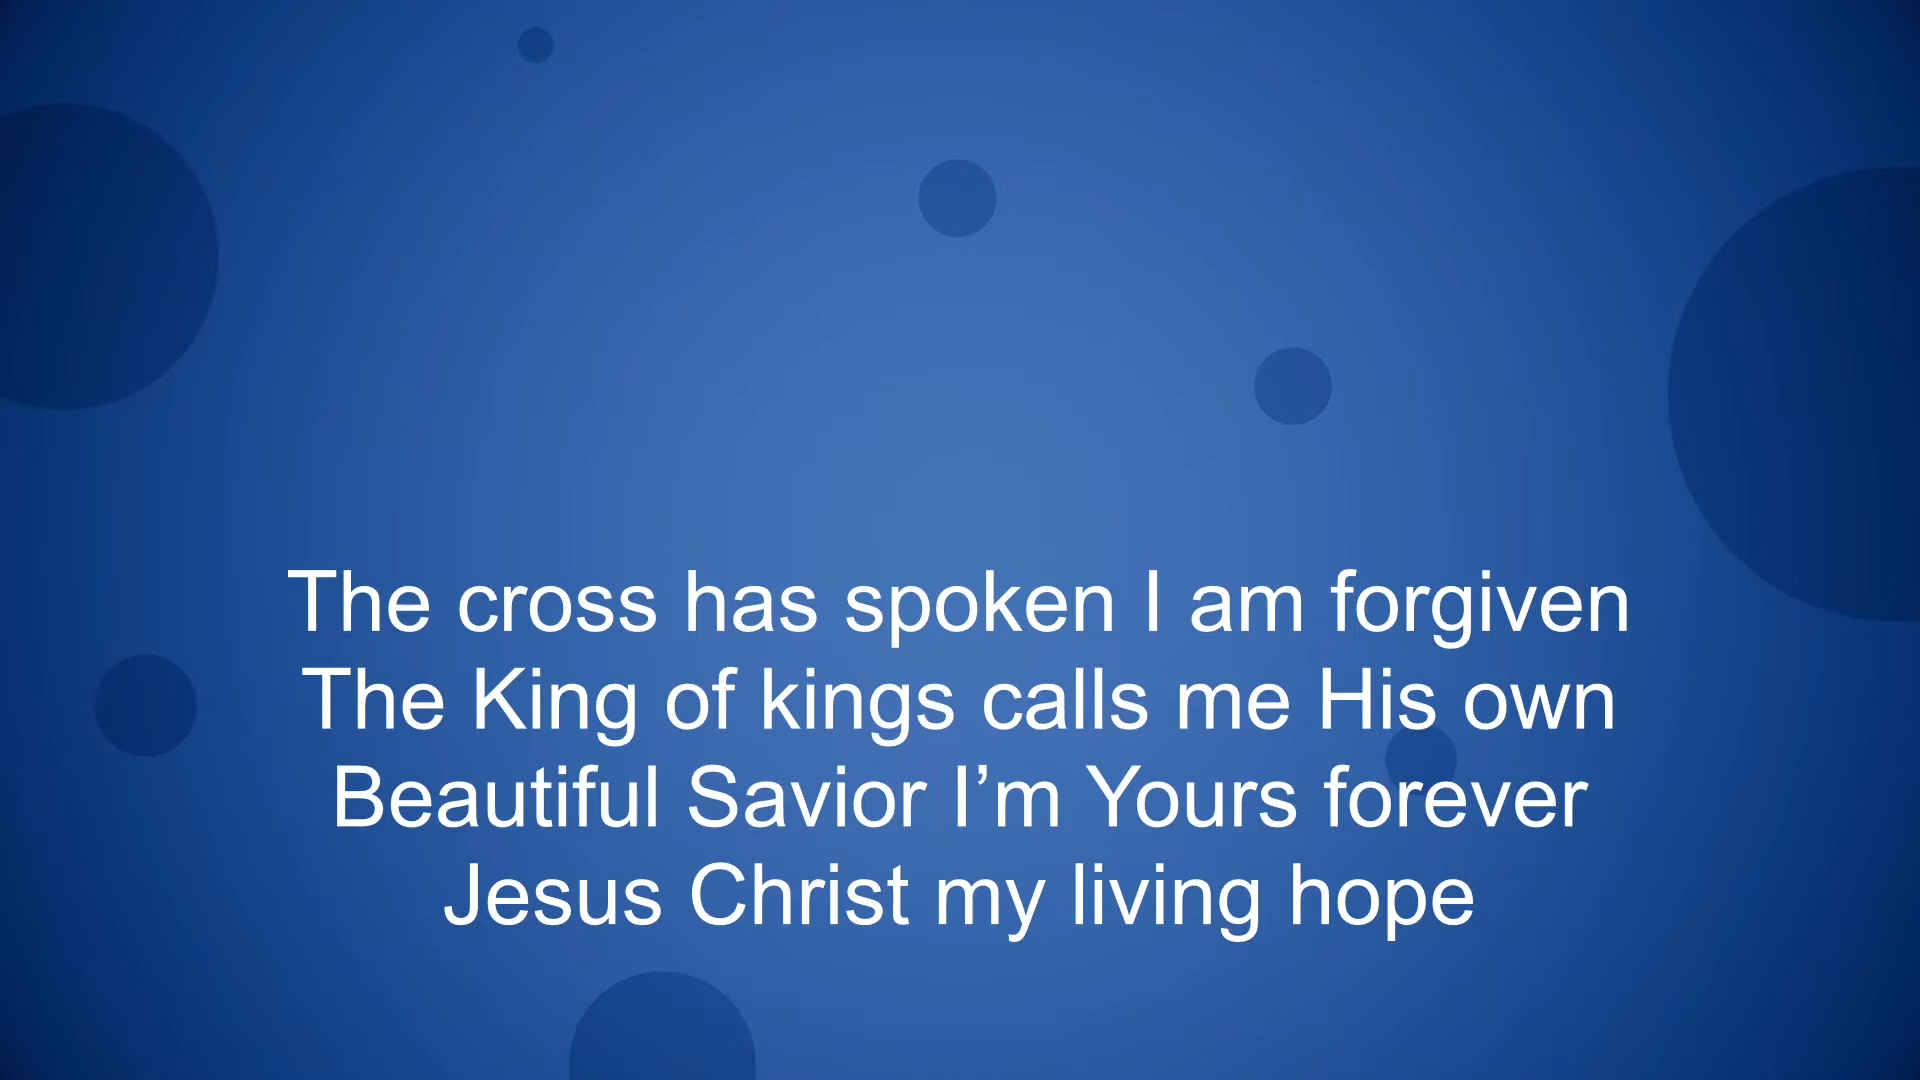 The cross has spoken I am forgiven
The King of kings calls me His own
Beautiful Savior I’m Yours forever
Jesus Christ my living hope